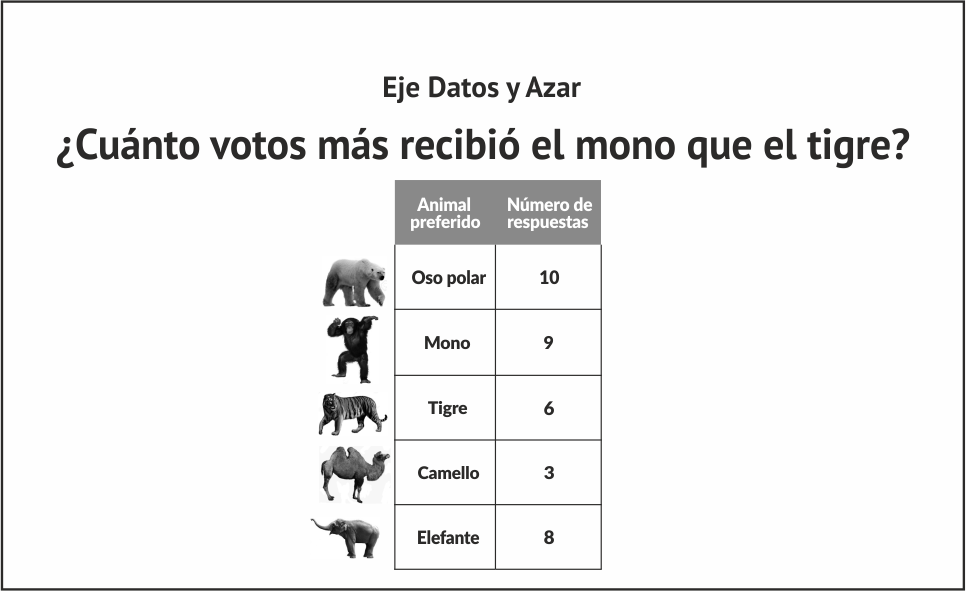 Eje Datos y Azar
¿Cuánto votos más recibió el mono que el tigre?
Animal preferido Número de respuestas
Oso polar 10
Mono 9
Tigre 6
Camello 3
Elefante 8